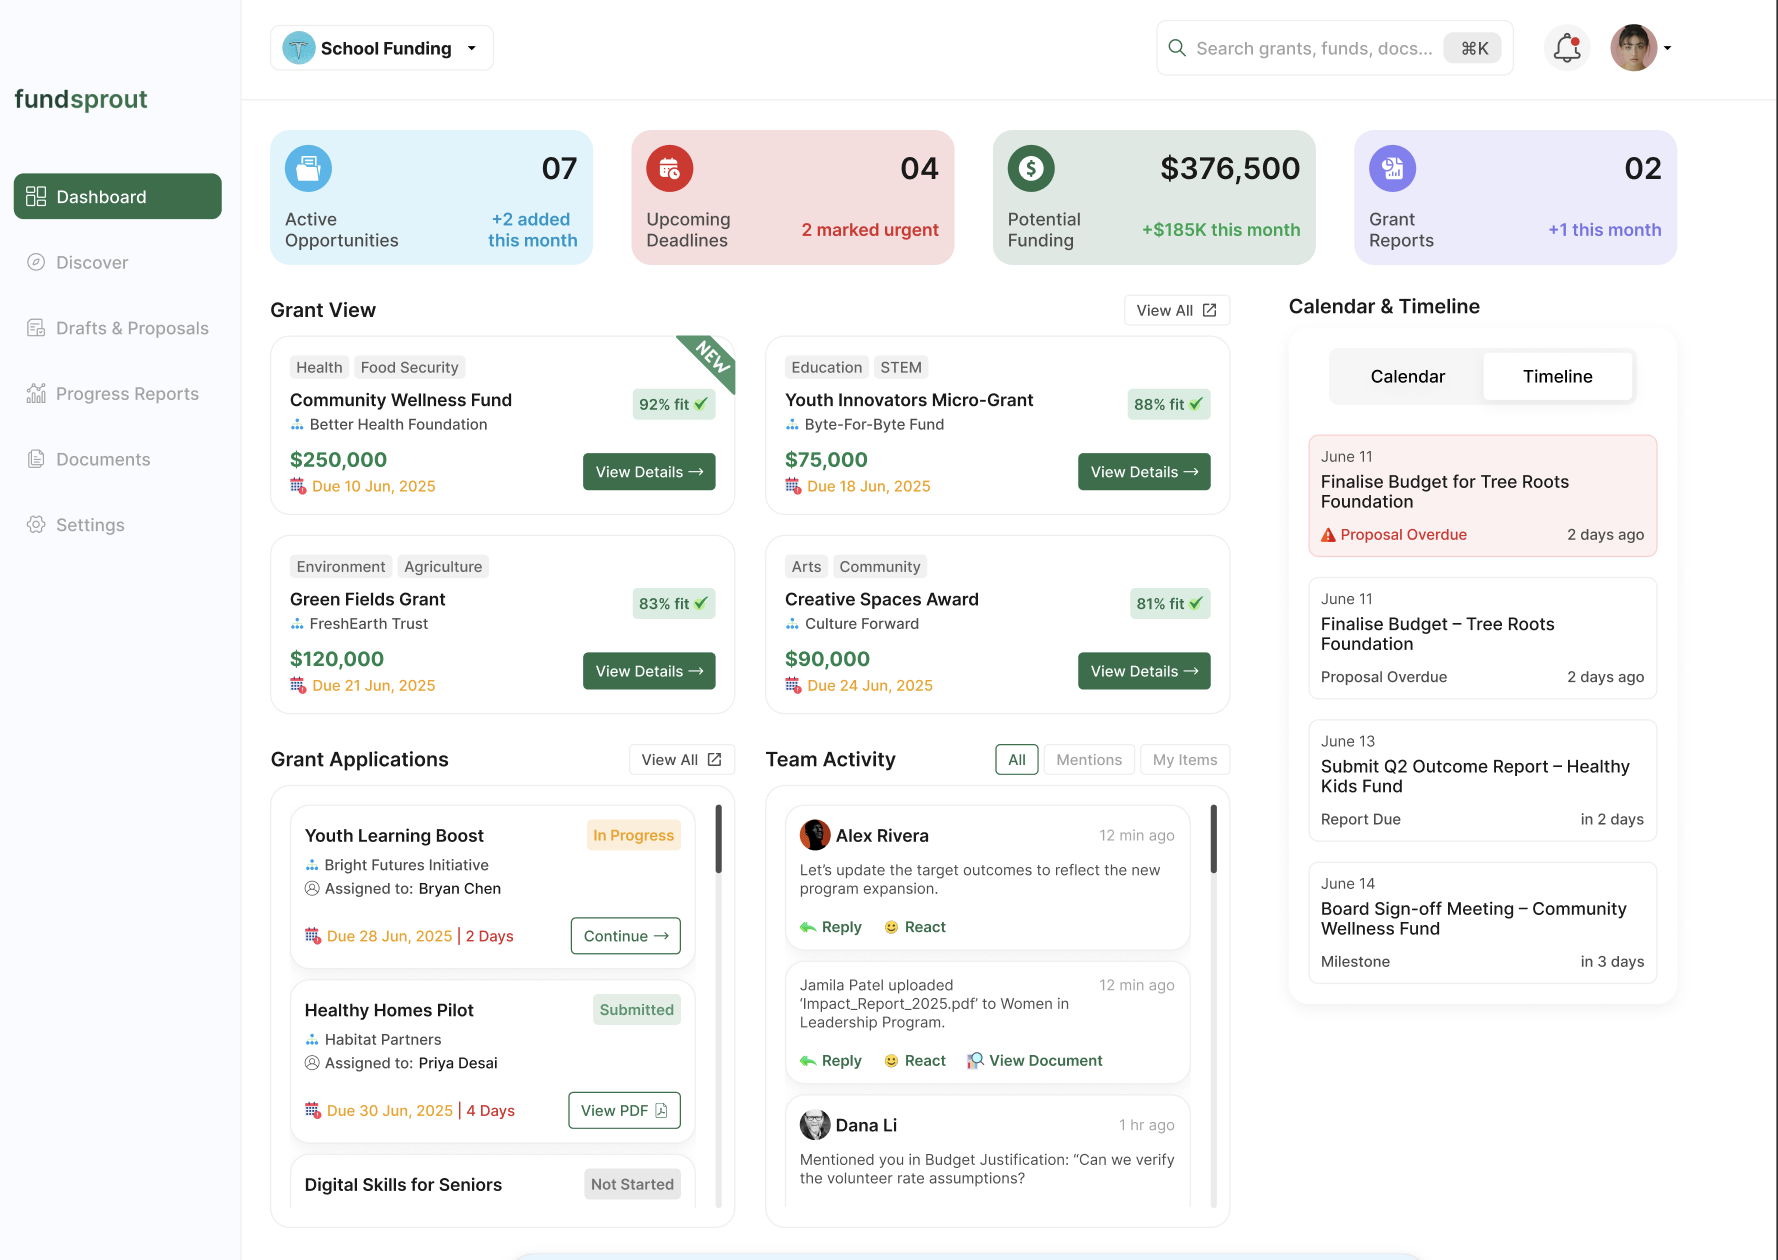 fundsprout
Dashboard
Discover
Drafts & Proposals
Progress Reports
Documents
Settings
School Funding
Search grants, funds, docs... ⌘K
07
Active
Opportunities
+2 added
this month
04
Upcoming
Deadlines
2 marked urgent
$376,500
Potential
Funding
+$185K this month
02
Grant
Reports
+1 this month
Grant View
View All
Health Food Security
NEW
Community Wellness Fund
92% fit
Better Health Foundation
$250,000
Due 10 Jun, 2025
View Details →
Education STEM
Youth Innovators Micro-Grant
88% fit
Byte-For-Byte Fund
$75,000
Due 18 Jun, 2025
View Details →
Environment Agriculture
Green Fields Grant
83% fit
FreshEarth Trust
$120,000
Due 21 Jun, 2025
View Details →
Arts Community
Creative Spaces Award
81% fit
Culture Forward
$90,000
Due 24 Jun, 2025
View Details →
Grant Applications
View All
Youth Learning Boost
In Progress
Bright Futures Initiative
Assigned to: Bryan Chen
Due 28 Jun, 2025 | 2 Days
Continue →
Healthy Homes Pilot
Submitted
Habitat Partners
Assigned to: Priya Desai
Due 30 Jun, 2025 | 4 Days
View PDF
Digital Skills for Seniors
Not Started
Team Activity
All Mentions My Items
Alex Rivera
12 min ago
Let’s update the target outcomes to reflect the new
program expansion.
Reply React
Jamila Patel uploaded
‘Impact_Report_2025.pdf’ to Women in
Leadership Program.
12 min ago
Reply React View Document
Dana Li
1 hr ago
Mentioned you in Budget Justification: “Can we verify
the volunteer rate assumptions?
Calendar & Timeline
Calendar Timeline
June 11
Finalise Budget for Tree Roots
Foundation
Proposal Overdue
2 days ago
June 11
Finalise Budget – Tree Roots
Foundation
Proposal Overdue
2 days ago
June 13
Submit Q2 Outcome Report – Healthy
Kids Fund
Report Due
in 2 days
June 14
Board Sign-off Meeting – Community
Wellness Fund
Milestone
in 3 days